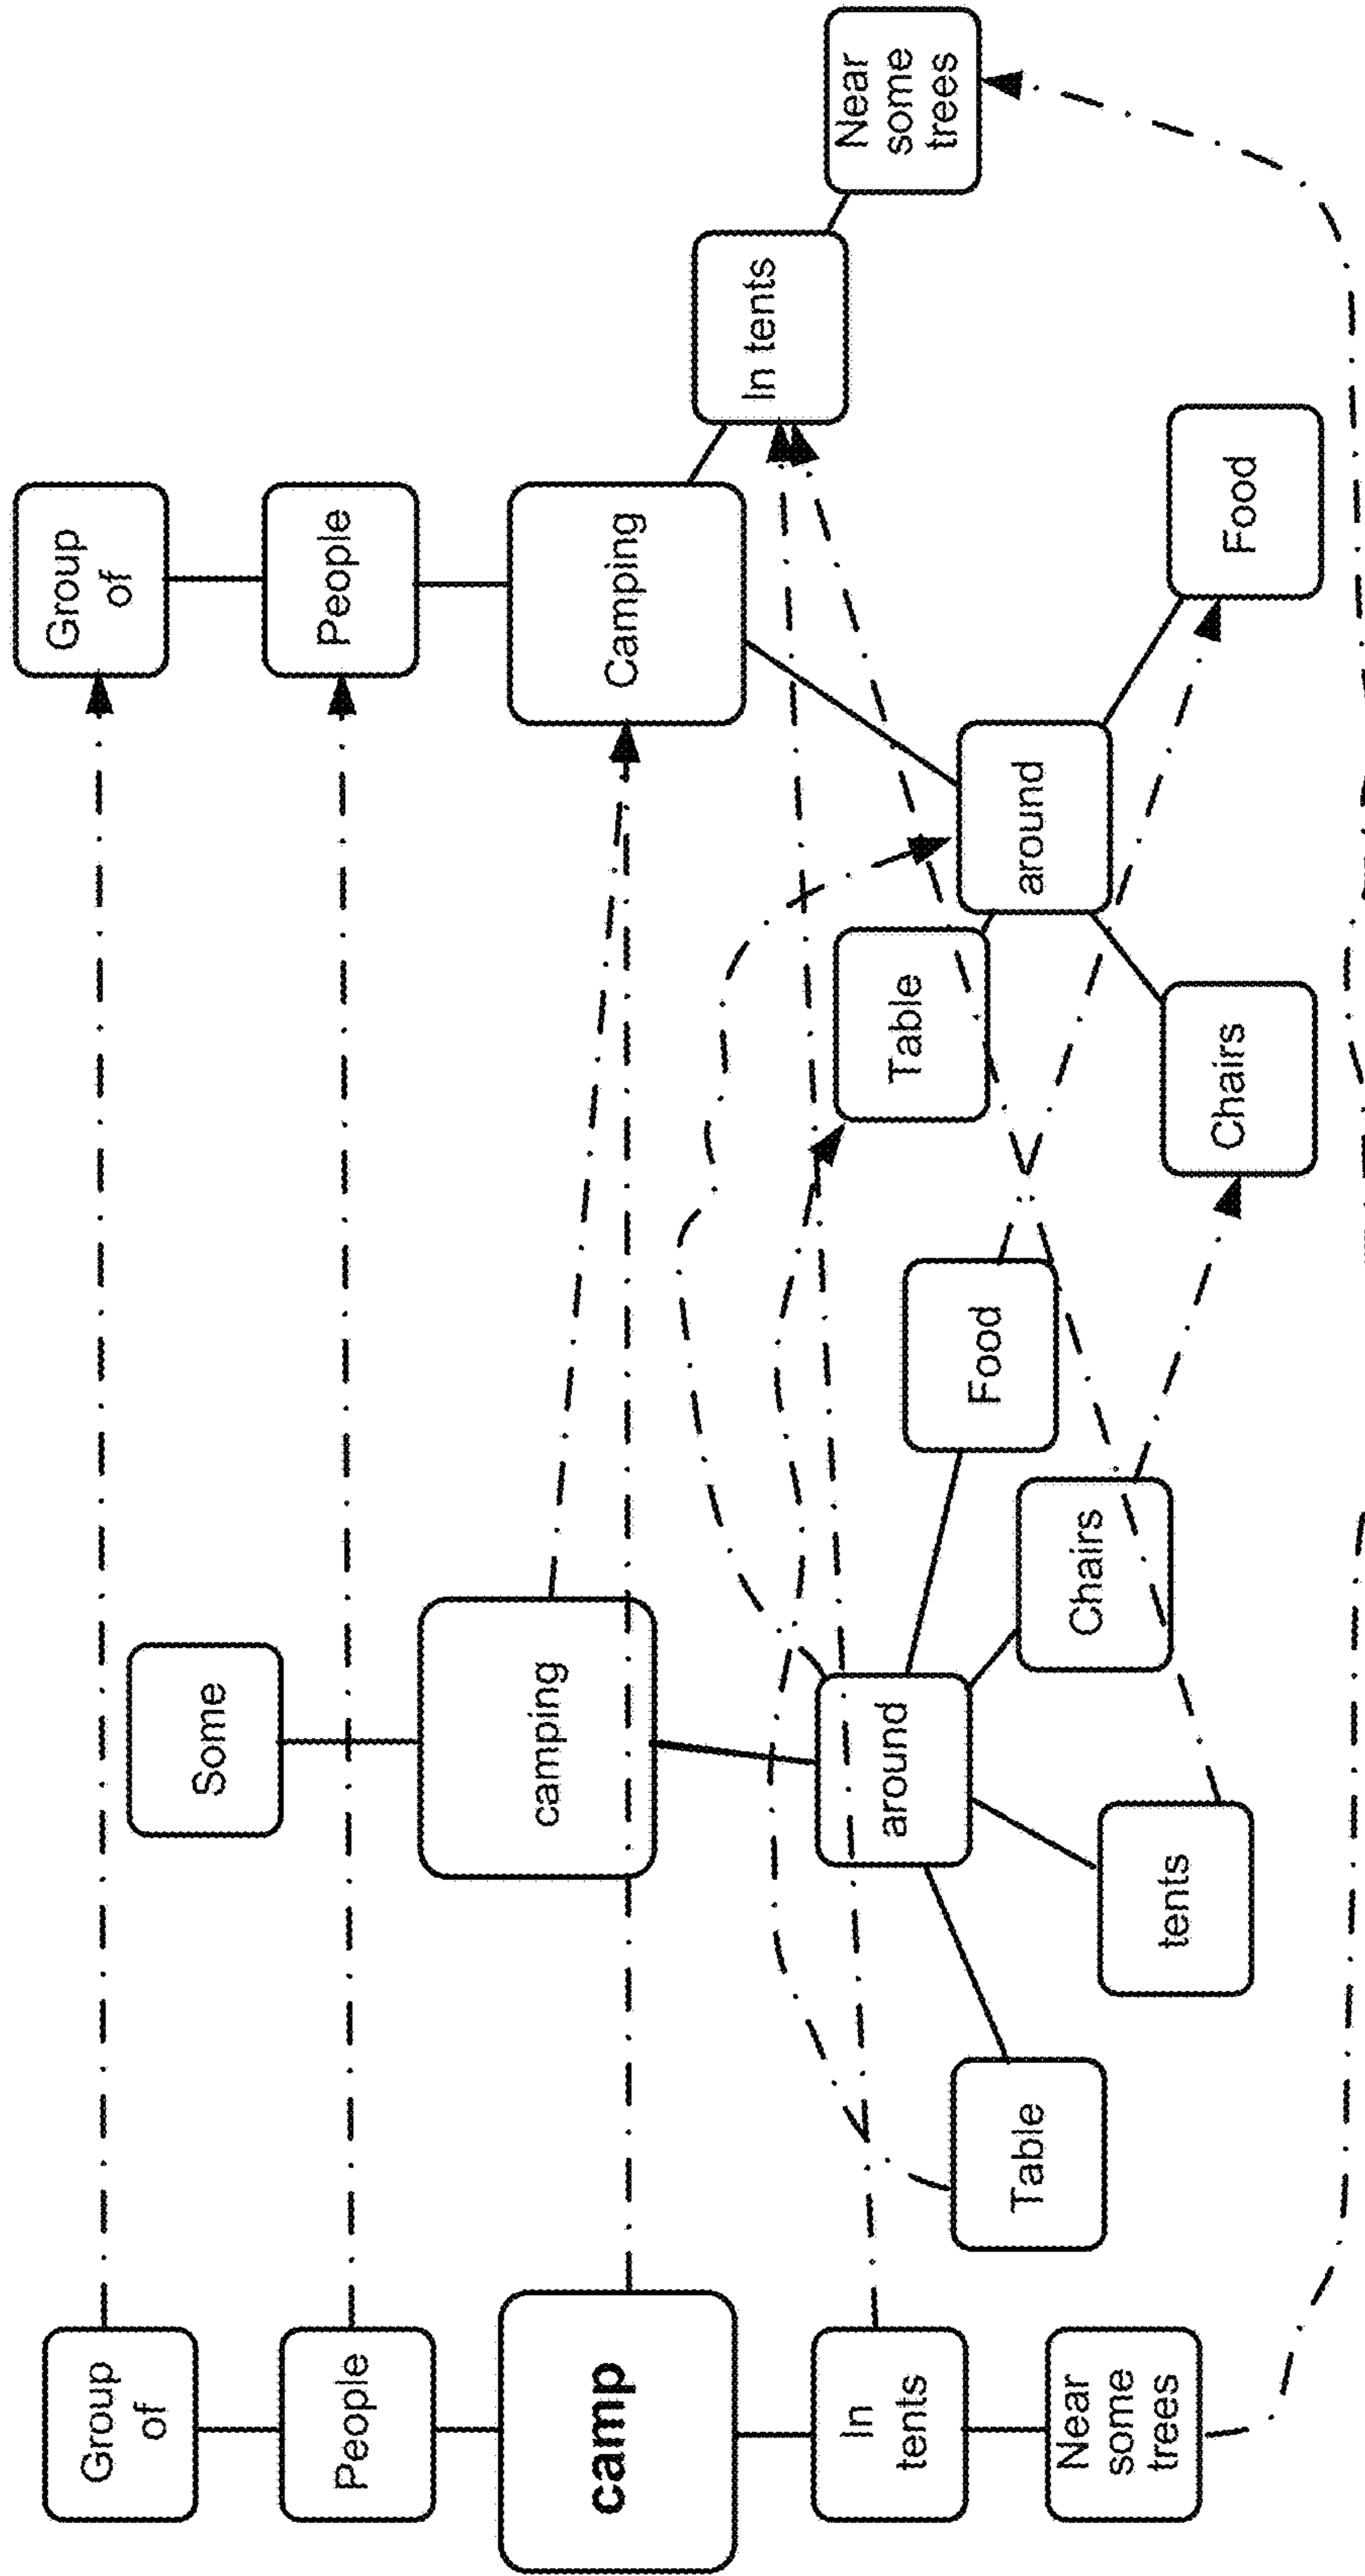 Group
of
People
camp
In
tents
Near
some
trees
Some
camping
around
Table
tents
Chairs
Food
Group
of
People
Camping
In tents
Near
some
trees
around
Table
Chairs
Food